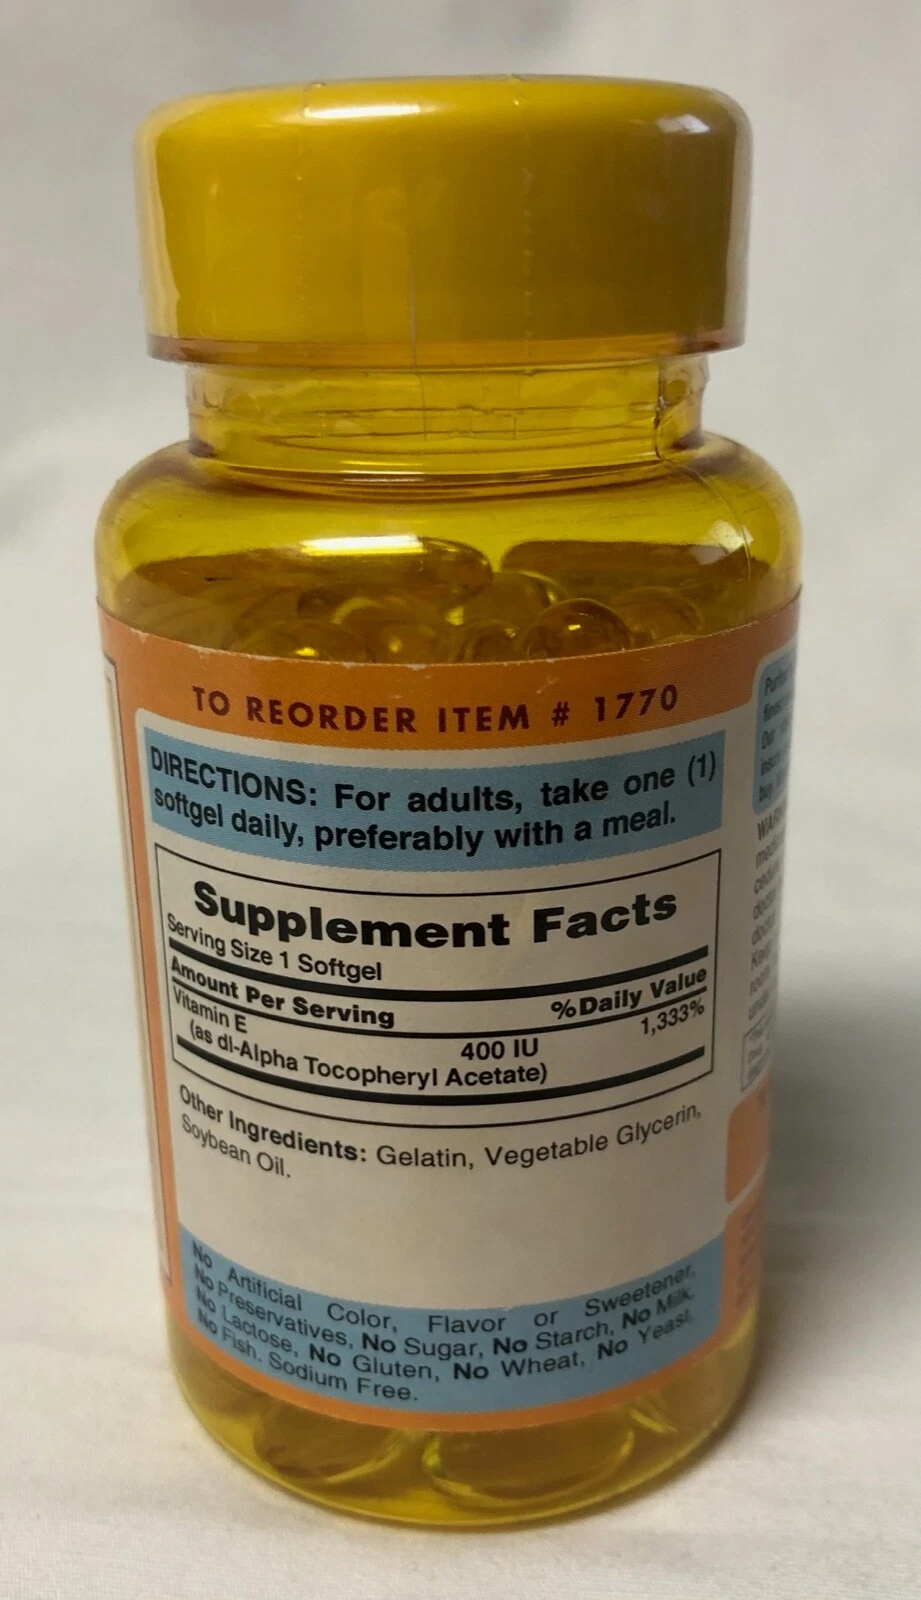 TO REORDER ITEM # 1770
DIRECTIONS: For adults, take one (1)
softgel daily, preferably with a meal.
Supplement Facts
Serving Size 1 Softgel
Amount Per Serving %Daily Value
Vitamin E 400 IU 1,333%
(as dl-Alpha Tocopheryl Acetate)
Other Ingredients: Gelatin, Vegetable Glycerin,
Soybean Oil.
No Artificial Color, Flavor or Sweetener,
No Preservatives, No Sugar, No Starch, No Milk,
No Lactose, No Gluten, No Wheat, No Yeast,
No Fish. Sodium Free.